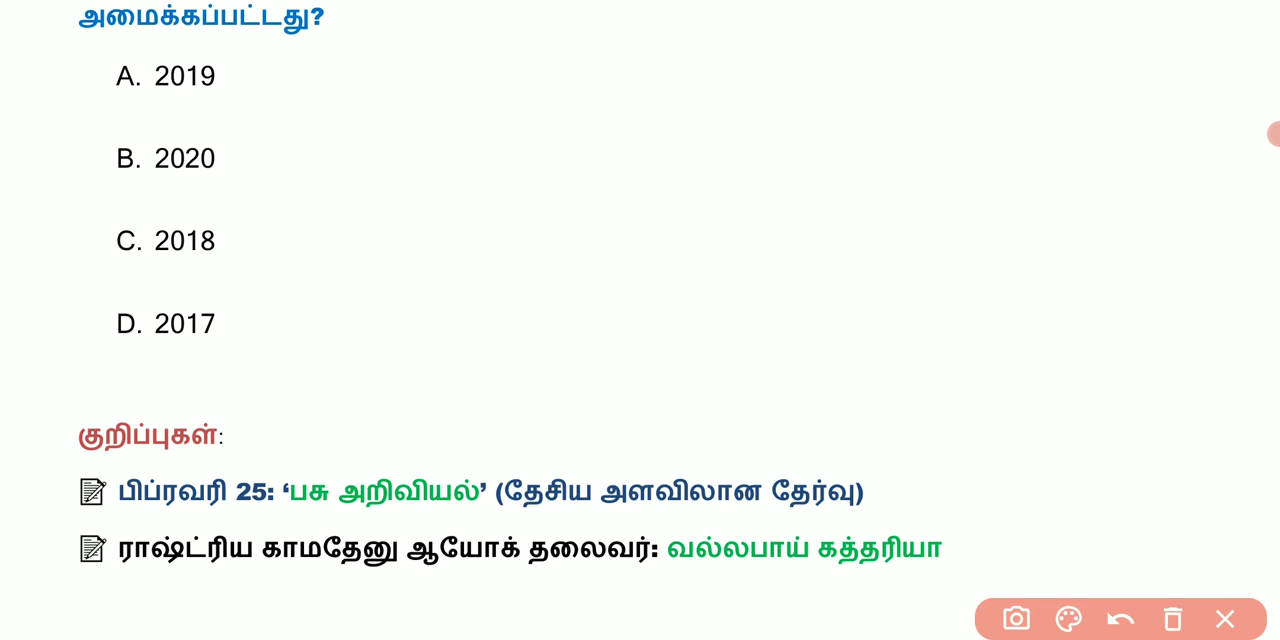 அமைக்கப்பட்டது?
A. 2019
B. 2020
C. 2018
D. 2017
குறிப்புகள்:
பிப்ரவரி 25: ‘பசு அறிவியல்’ (தேசிய அளவிலான தேர்வு)
ராஷ்ட்ரிய காமதேனு ஆயோக் தலைவர்: வல்லபாய் கத்தரியா